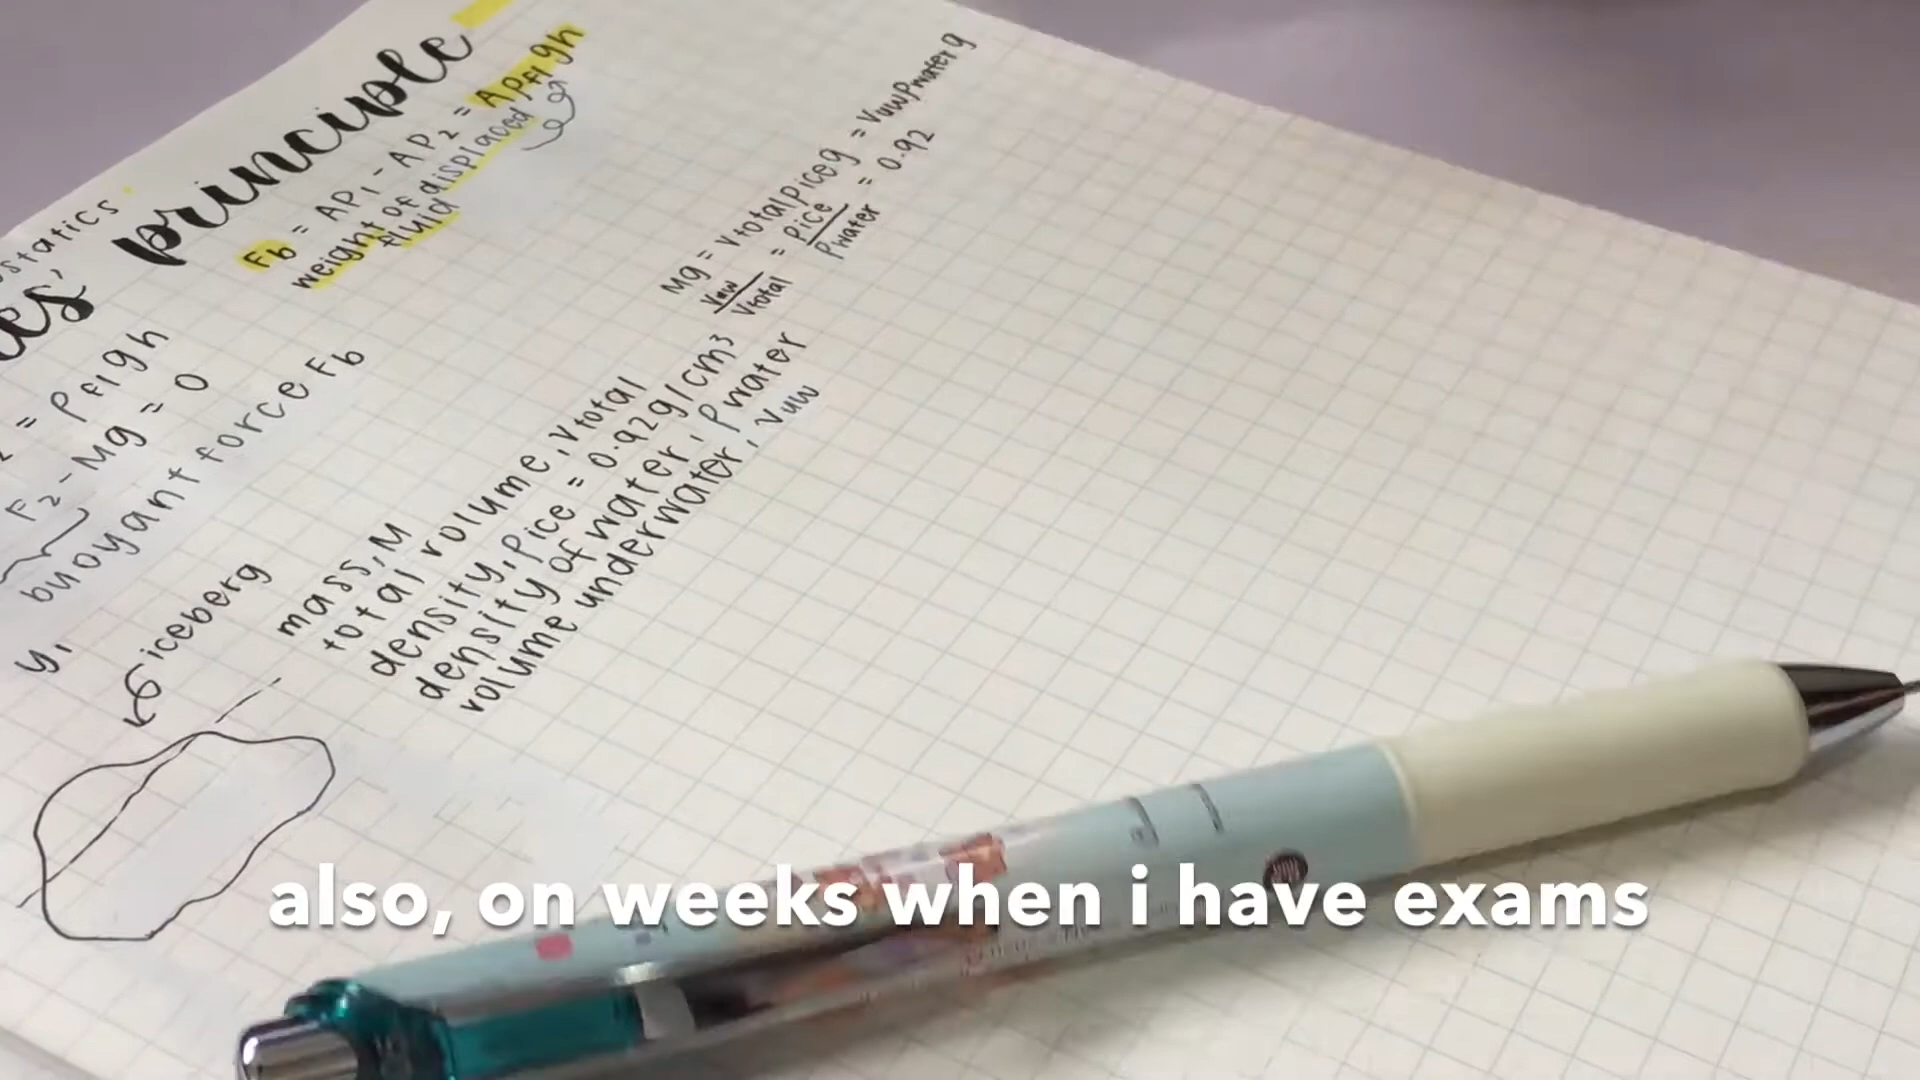 principle
Fb = AP1 - AP2 = Aρflgh
weight of displaced
fluid
= ρflgh
F2 - Mg = 0
buoyant force Fb
y1
iceberg
mass, M
total volume, Vtotal
density, ρice = 0.92g/cm3
density of water, ρwater
volume underwater, Vuw
Mg = Vtotalρiceg = Vuwρwaterg
Vuw/Vtotal = ρice/ρwater = 0.92
also, on weeks when i have exams